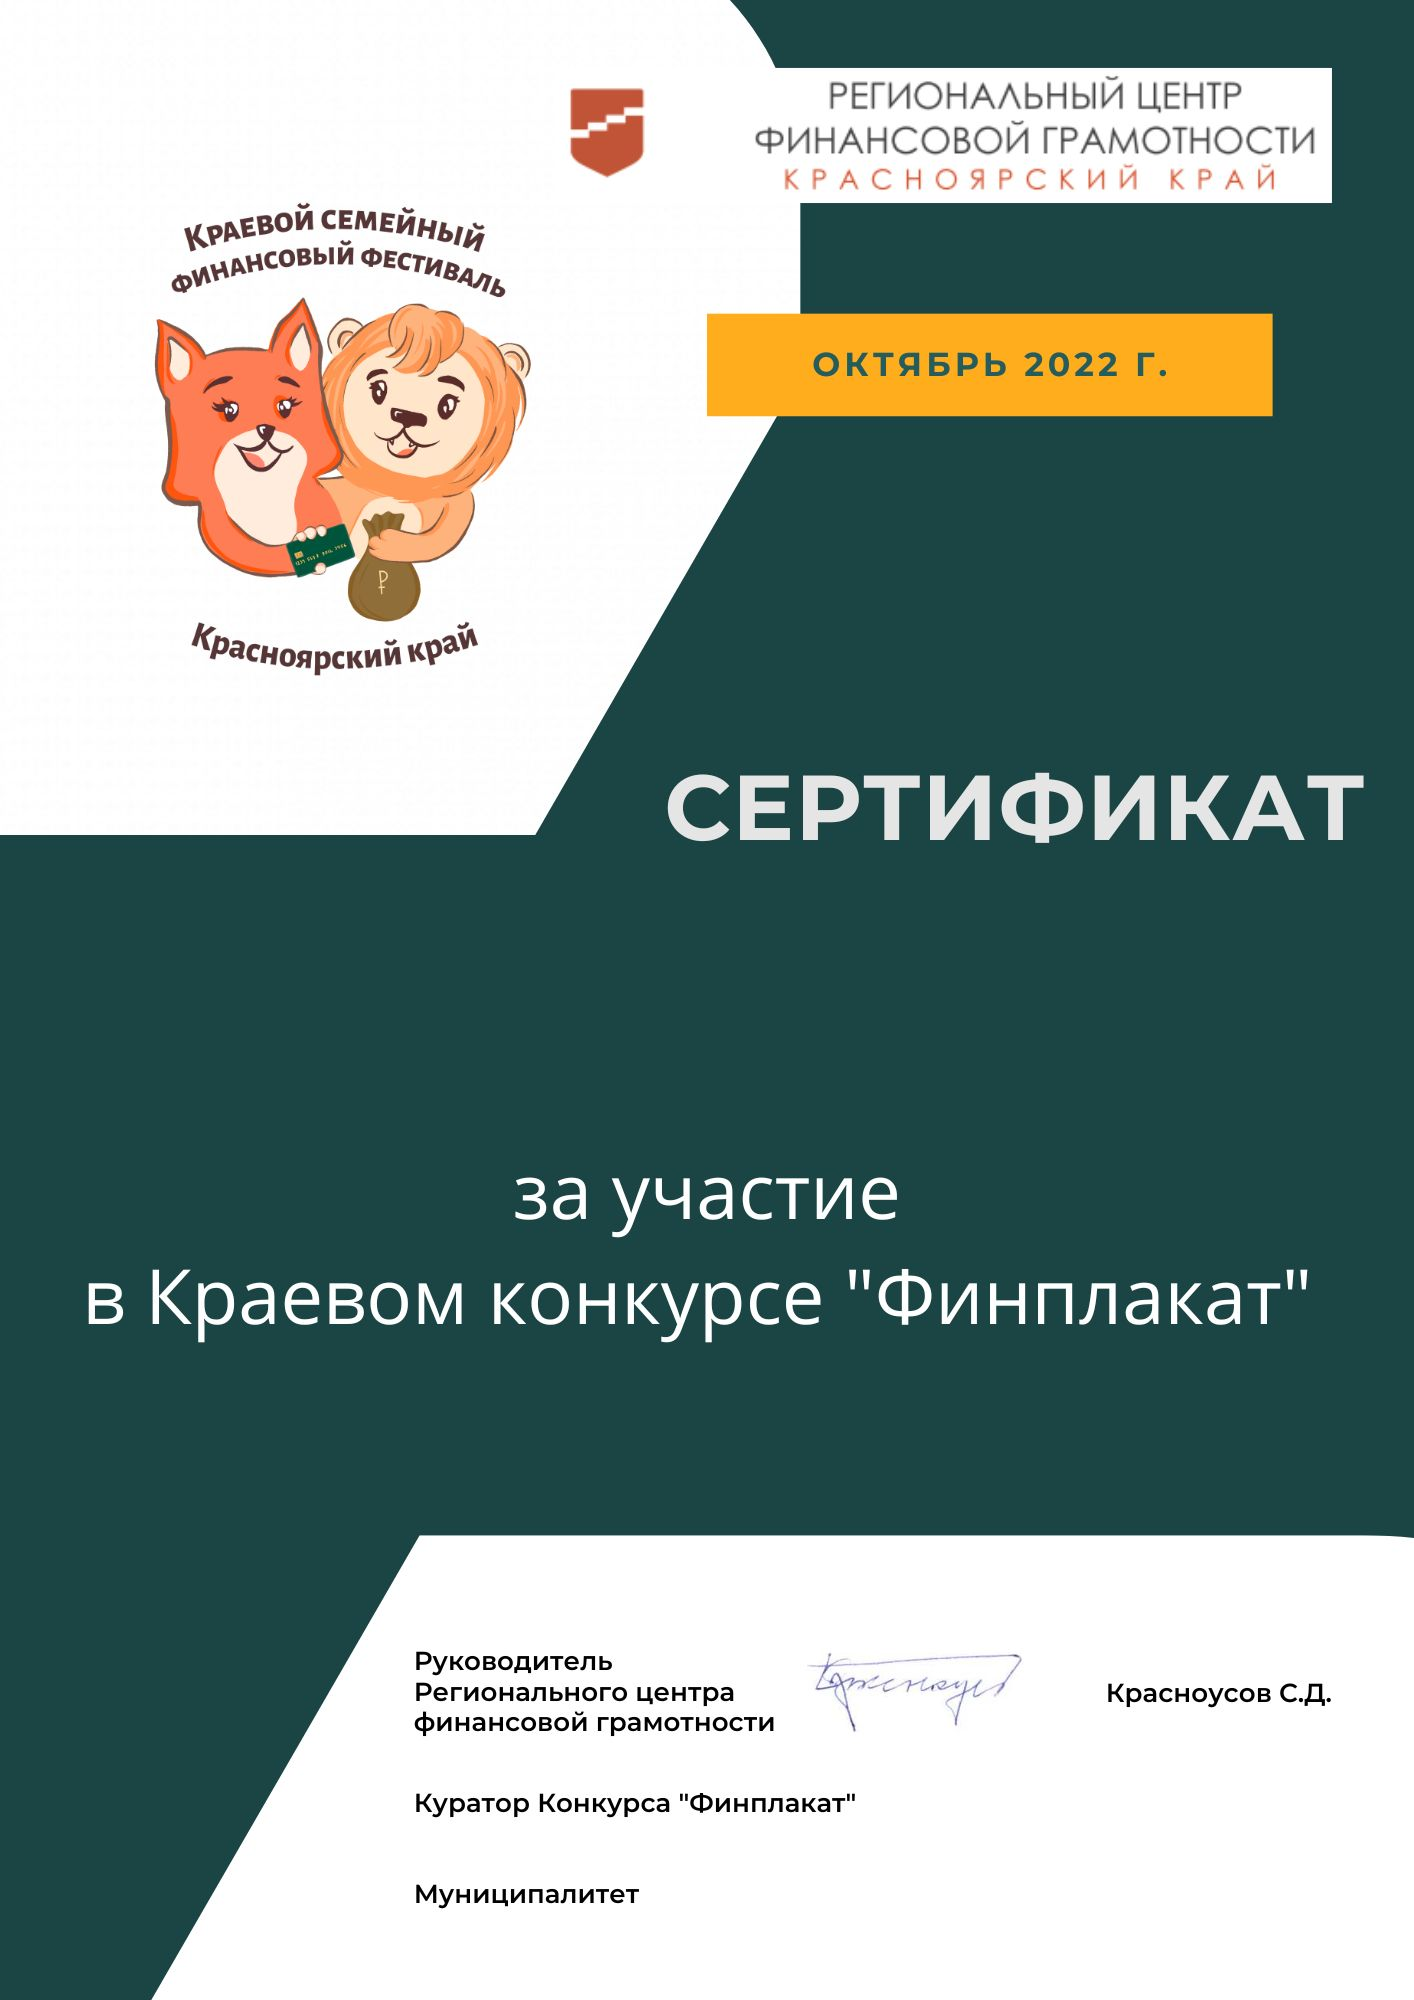 РЕГИОНАЛЬНЫЙ ЦЕНТР
ФИНАНСОВОЙ ГРАМОТНОСТИ
КРАСНОЯРСКИЙ КРАЙ
КРАЕВОЙ СЕМЕЙНЫЙ
ФИНАНСОВЫЙ ФЕСТИВАЛЬ
ОКТЯБРЬ 2022 Г.
₽
Красноярский край
СЕРТИФИКАТ
за участие
в Краевом конкурсе "Финплакат"
Руководитель
Регионального центра
финансовой грамотности
Красноусов С.Д.
Куратор Конкурса "Финплакат"
Муниципалитет